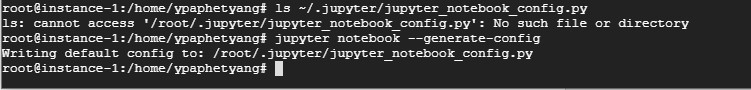 root@instance-1:/home/ypaphetyang# ls ~/.jupyter/jupyter_notebook_config.py
ls: cannot access '/root/.jupyter/jupyter_notebook_config.py': No such file or directory
root@instance-1:/home/ypaphetyang# jupyter notebook --generate-config
Writing default config to: /root/.jupyter/jupyter_notebook_config.py
root@instance-1:/home/ypaphetyang#